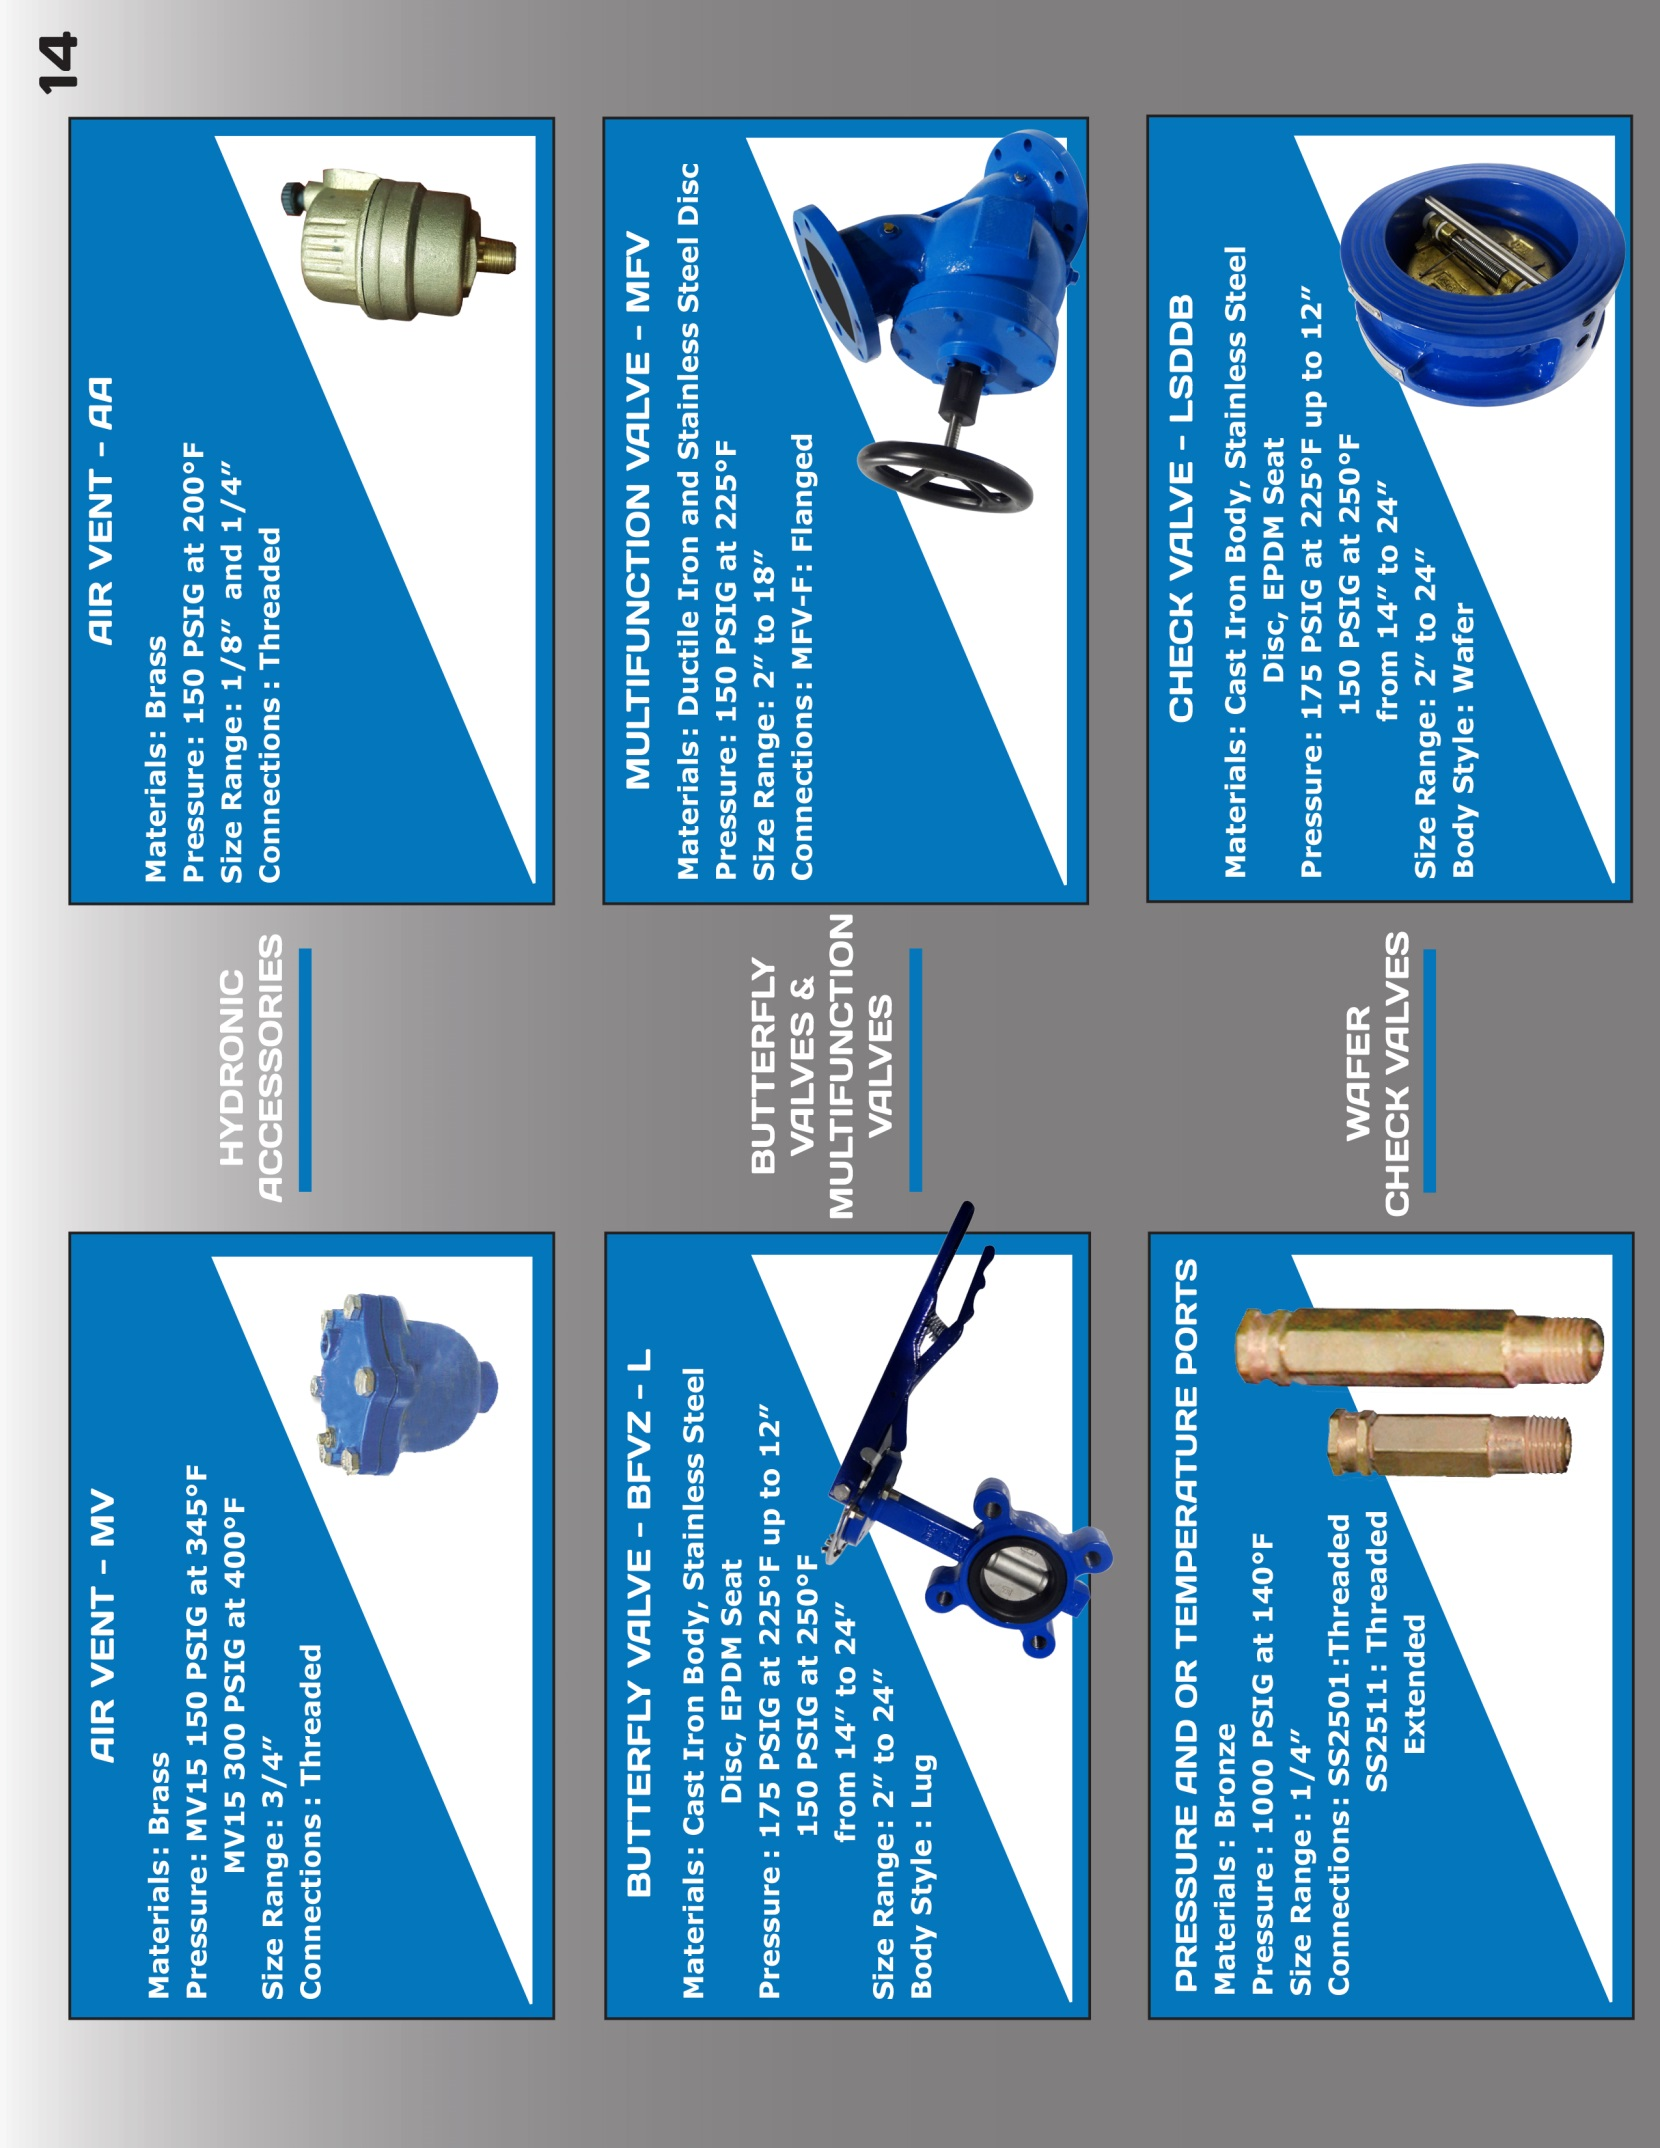 14
HYDRONIC
ACCESSORIES
AIR VENT - MV
Materials: Brass
Pressure: MV15 150 PSIG at 345°F
MV15 300 PSIG at 400°F
Size Range: 3/4”
Connections : Threaded
AIR VENT - AA
Materials: Brass
Pressure: 150 PSIG at 200°F
Size Range: 1/8” and 1/4”
Connections : Threaded
BUTTERFLY
VALVES &
MULTIFUNCTION
VALVES
BUTTERFLY VALVE - BFVZ - L
Materials: Cast Iron Body, Stainless Steel
Disc, EPDM Seat
Pressure : 175 PSIG at 225°F up to 12”
150 PSIG at 250°F
from 14” to 24”
Size Range: 2” to 24”
Body Style : Lug
MULTIFUNCTION VALVE - MFV
Materials: Ductile Iron and Stainless Steel Disc
Pressure: 150 PSIG at 225°F
Size Range: 2” to 18”
Connections: MFV-F: Flanged
WAFER
CHECK VALVES
PRESSURE AND OR TEMPERATURE PORTS
Materials : Bronze
Pressure : 1000 PSIG at 140°F
Size Range : 1/4”
Connections: SS2501:Threaded
SS2511: Threaded
Extended
CHECK VALVE - LSDDB
Materials: Cast Iron Body, Stainless Steel
Disc, EPDM Seat
Pressure: 175 PSIG at 225°F up to 12”
150 PSIG at 250°F
from 14” to 24”
Size Range: 2” to 24”
Body Style: Wafer